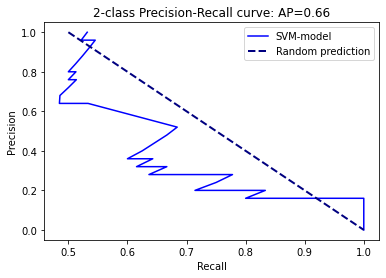 2-class Precision-Recall curve: AP=0.66
SVM-model
Random prediction
Precision
1.0
0.8
0.6
0.4
0.2
0.0
0.5
0.6
0.7
0.8
0.9
1.0
Recall